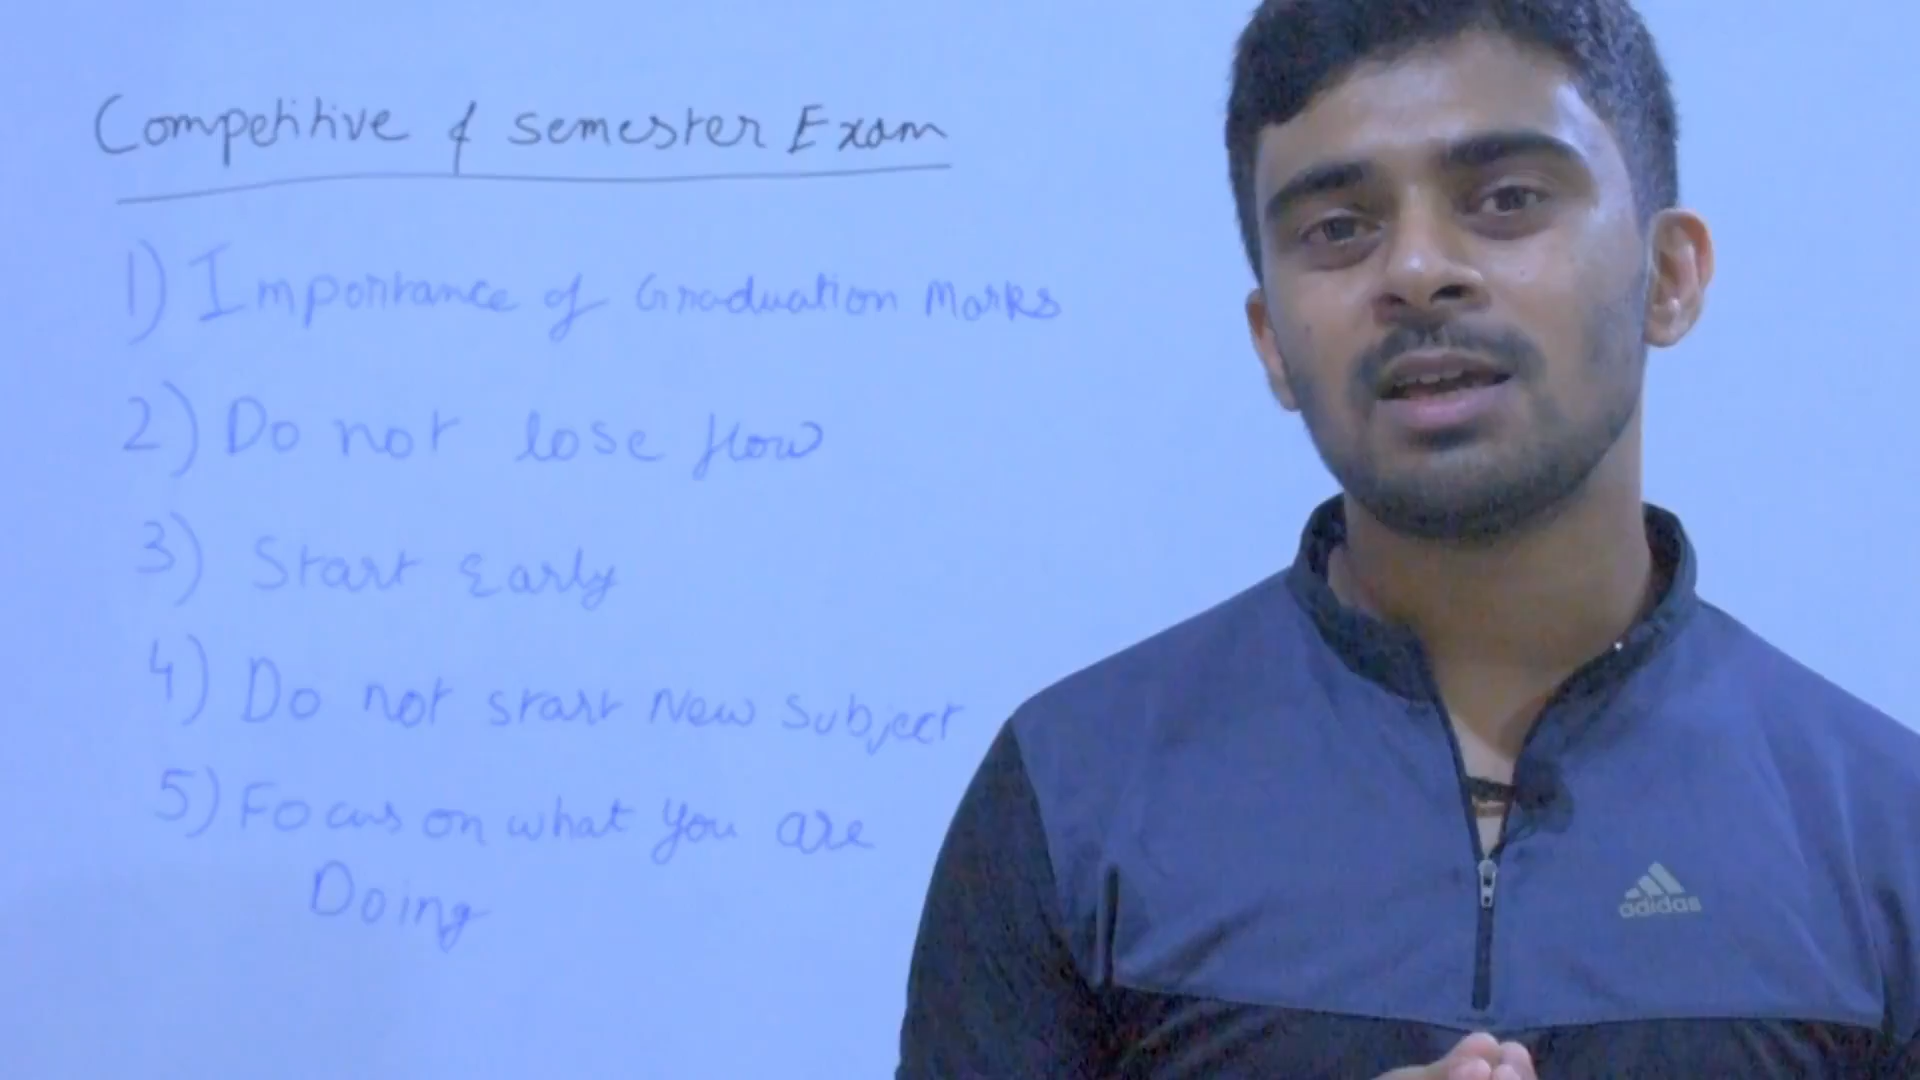 Competitive & semester Exam
1) Importance of Graduation Marks
2) Do not lose flow
3) Start Early
4) Do not start New Subject
5) Focus on what You are
Doing
adidas